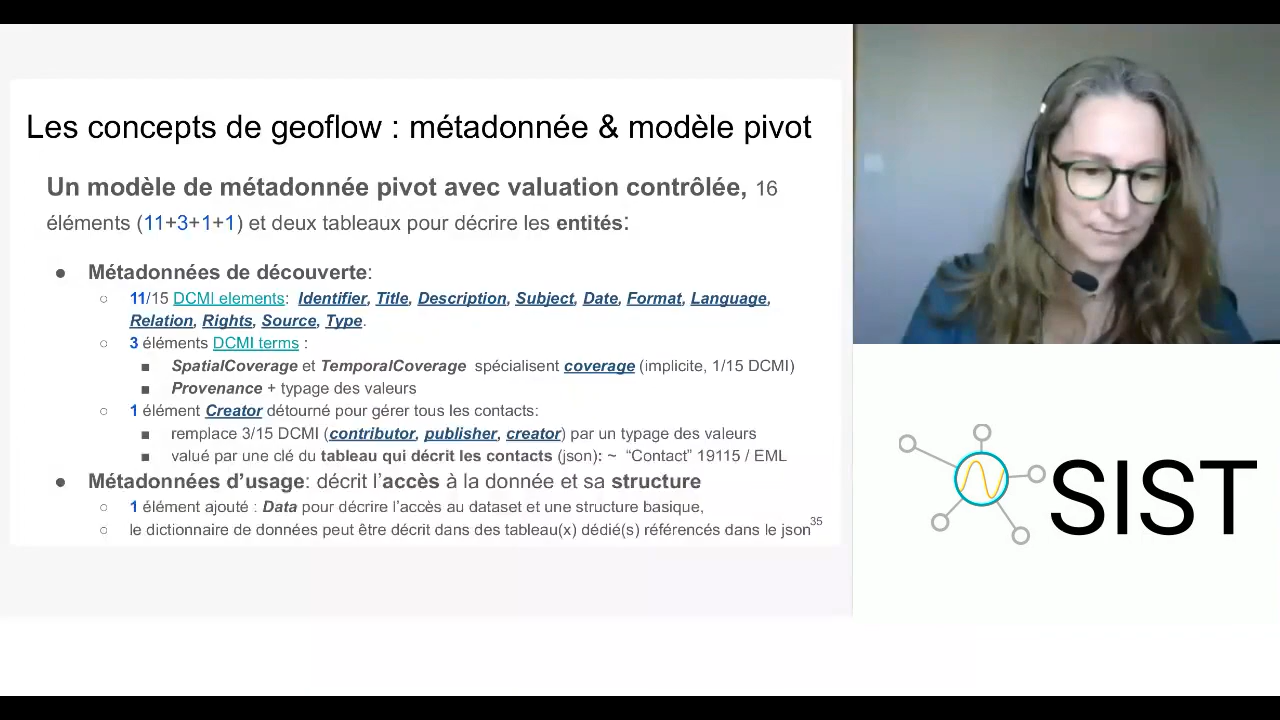 Les concepts de geoflow : métadonnée & modèle pivot
Un modèle de métadonnée pivot avec valuation contrôlée, 16
éléments (11+3+1+1) et deux tableaux pour décrire les entités:
● Métadonnées de découverte:
○ 11/15 DCMI elements: Identifier, Title, Description, Subject, Date, Format, Language,
Relation, Rights, Source, Type.
○ 3 éléments DCMI terms :
■ SpatialCoverage et TemporalCoverage spécialisent coverage (implicite, 1/15 DCMI)
■ Provenance + typage des valeurs
○ 1 élément Creator détourné pour gérer tous les contacts:
■ remplace 3/15 DCMI (contributor, publisher, creator) par un typage des valeurs
■ valué par une clé du tableau qui décrit les contacts (json): ~ “Contact” 19115 / EML
● Métadonnées d’usage: décrit l’accès à la donnée et sa structure
○ 1 élément ajouté : Data pour décrire l’accès au dataset et une structure basique,
○ le dictionnaire de données peut être décrit dans des tableau(x) dédié(s) référencés dans le json
35
SIST